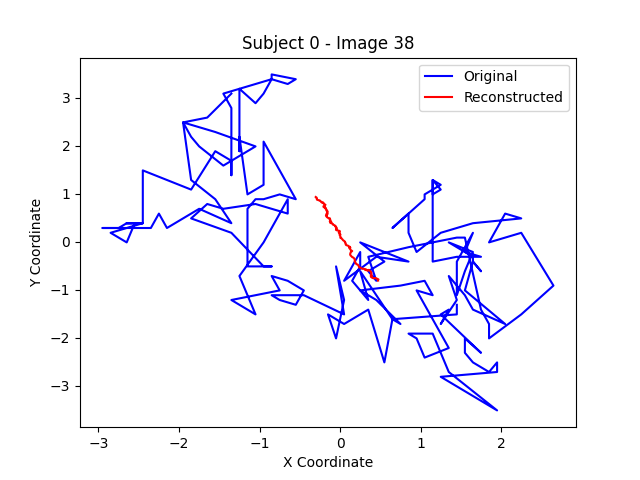 Subject 0 - Image 38
Original
Reconstructed
3
2
1
0
−1
−2
−3
Y Coordinate
−3 −2 −1 0 1 2
X Coordinate